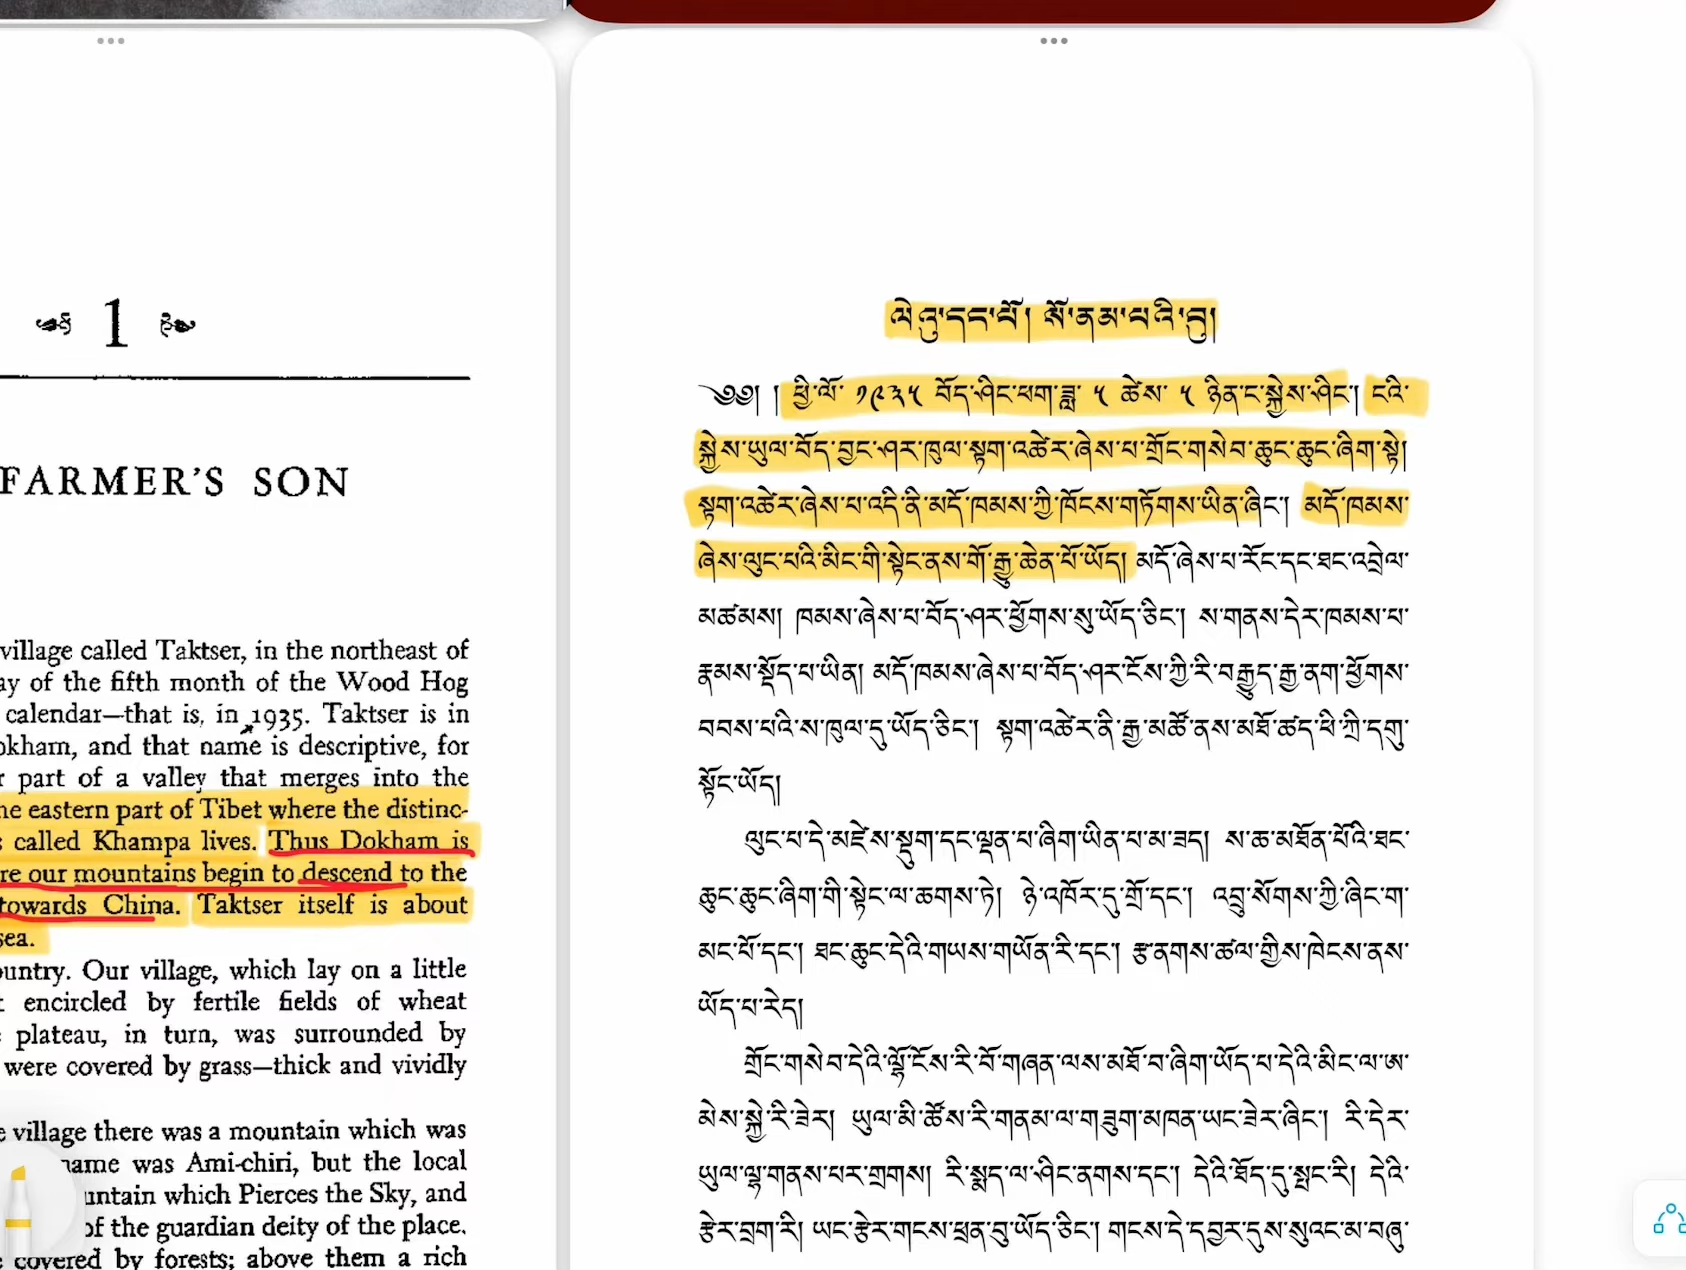 1
FARMER'S SON
village called Taktser, in the northeast of
ay of the fifth month of the Wood Hog
calendar—that is, in 1935. Taktser is in
okham, and that name is descriptive, for
r part of a valley that merges into the
he eastern part of Tibet where the distinc-
s called Khampa lives. Thus Dokham is
re our mountains begin to descend to the
towards China. Taktser itself is about
sea.
ountry. Our village, which lay on a little
t encircled by fertile fields of wheat
e plateau, in turn, was surrounded by
were covered by grass—thick and vividly
e village there was a mountain which was
name was Ami-chiri, but the local
untain which Pierces the Sky, and
of the guardian deity of the place.
covered by forests; above them a rich
ལེའུ་དང་པོ། སོ་ནམ་པའི་བུ།
༄༅། ། ཕྱི་ལོ་ ༡༩༣༥ བོད་ཤིང་ཕག་ཟླ་ ༥ ཚེས་ ༥ ཉིན་ང་སྐྱེས་ཤིང་། ངའི་
སྐྱེས་ཡུལ་བོད་བྱང་ཤར་ཁུལ་སྟག་འཚེར་ཞེས་པ་གྲོང་གསེབ་ཆུང་ཆུང་ཞིག་སྟེ།
སྟག་འཚེར་ཞེས་པ་འདི་ནི་མདོ་ཁམས་ཀྱི་ཁོངས་གཏོགས་ཡིན་ཞིང་། མདོ་ཁམས་
ཞེས་ལུང་པའི་མིང་གི་སྟེང་ནས་གོ་རྒྱུ་ཆེན་པོ་ཡོད། མདོ་ཞེས་པ་རོང་དང་ཐང་འབྲེལ་
མཚམས། ཁམས་ཞེས་པ་བོད་ཤར་ཕྱོགས་སུ་ཡོད་ཅིང་། ས་གནས་དེར་ཁམས་པ་
རྣམས་སྡོད་པ་ཡིན། མདོ་ཁམས་ཞེས་པ་བོད་ཤར་ངོས་ཀྱི་རི་བརྒྱུད་རྒྱ་ནག་ཕྱོགས་
བབས་པའི་ས་ཁུལ་དུ་ཡོད་ཅིང་། སྟག་འཚེར་ནི་རྒྱ་མཚོ་ནས་མཐོ་ཚད་ཕི་ཀྲི་དགུ་
སྟོང་ཡོད།
ལུང་པ་དེ་མཛེས་སྡུག་དང་ལྡན་པ་ཞིག་ཡིན་པ་མ་ཟད། ས་ཆ་མཐོན་པོའི་ཐང་
ཆུང་ཆུང་ཞིག་གི་སྟེང་ལ་ཆགས་ཏེ། ཉེ་འཁོར་དུ་གྲོ་དང་། འབྲུ་སོགས་ཀྱི་ཞིང་ག་
མང་པོ་དང་། ཐང་ཆུང་དེའི་གཡས་གཡོན་རི་དང་། རྩྭ་ནགས་ཚལ་གྱིས་ཁེངས་ནས་
ཡོད་པ་རེད།
གྲོང་གསེབ་དེའི་ལྷོ་ངོས་རི་བོ་གཞན་ལས་མཐོ་བ་ཞིག་ཡོད་པ་དེའི་མིང་ལ་ཨ་
མེས་སྐྱེ་རི་ཟེར། ཡུལ་མི་ཚོས་རི་གནམ་ལ་གཟུག་མཁན་ཡང་ཟེར་ཞིང་། རི་དེར་
ཡུལ་ལྷ་གནས་པར་གྲགས། རི་སྨད་ལ་ཤིང་ནགས་དང་། དེའི་ཐོད་དུ་སྤང་རི། དེའི་
རྩེར་བྲག་རི། ཡང་རྩེར་གངས་ཕྲན་བུ་ཡོད་ཅིང་། གངས་དེ་དབྱར་དུས་སུའང་མ་བཞུ་